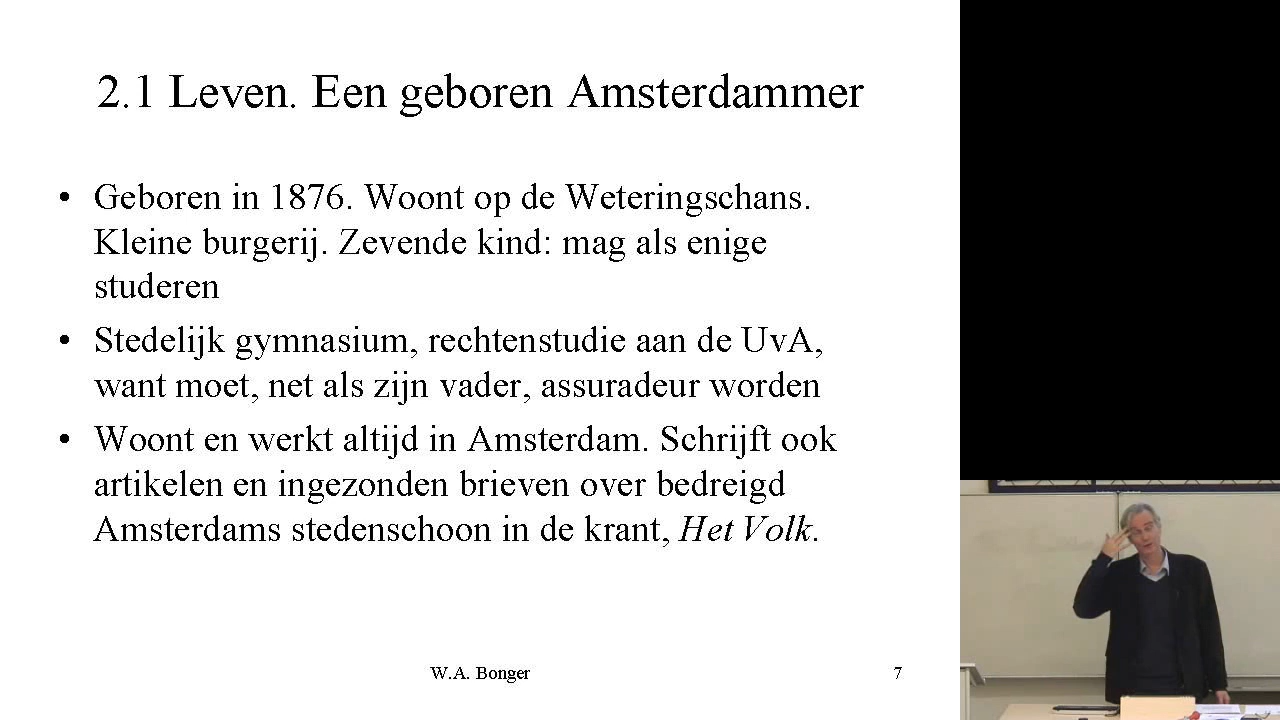 2.1 Leven. Een geboren Amsterdammer
• Geboren in 1876. Woont op de Weteringschans.
Kleine burgerij. Zevende kind: mag als enige
studeren
• Stedelijk gymnasium, rechtenstudie aan de UvA,
want moet, net als zijn vader, assuradeur worden
• Woont en werkt altijd in Amsterdam. Schrijft ook
artikelen en ingezonden brieven over bedreigd
Amsterdams stedenschoon in de krant, Het Volk.
W.A. Bonger
7